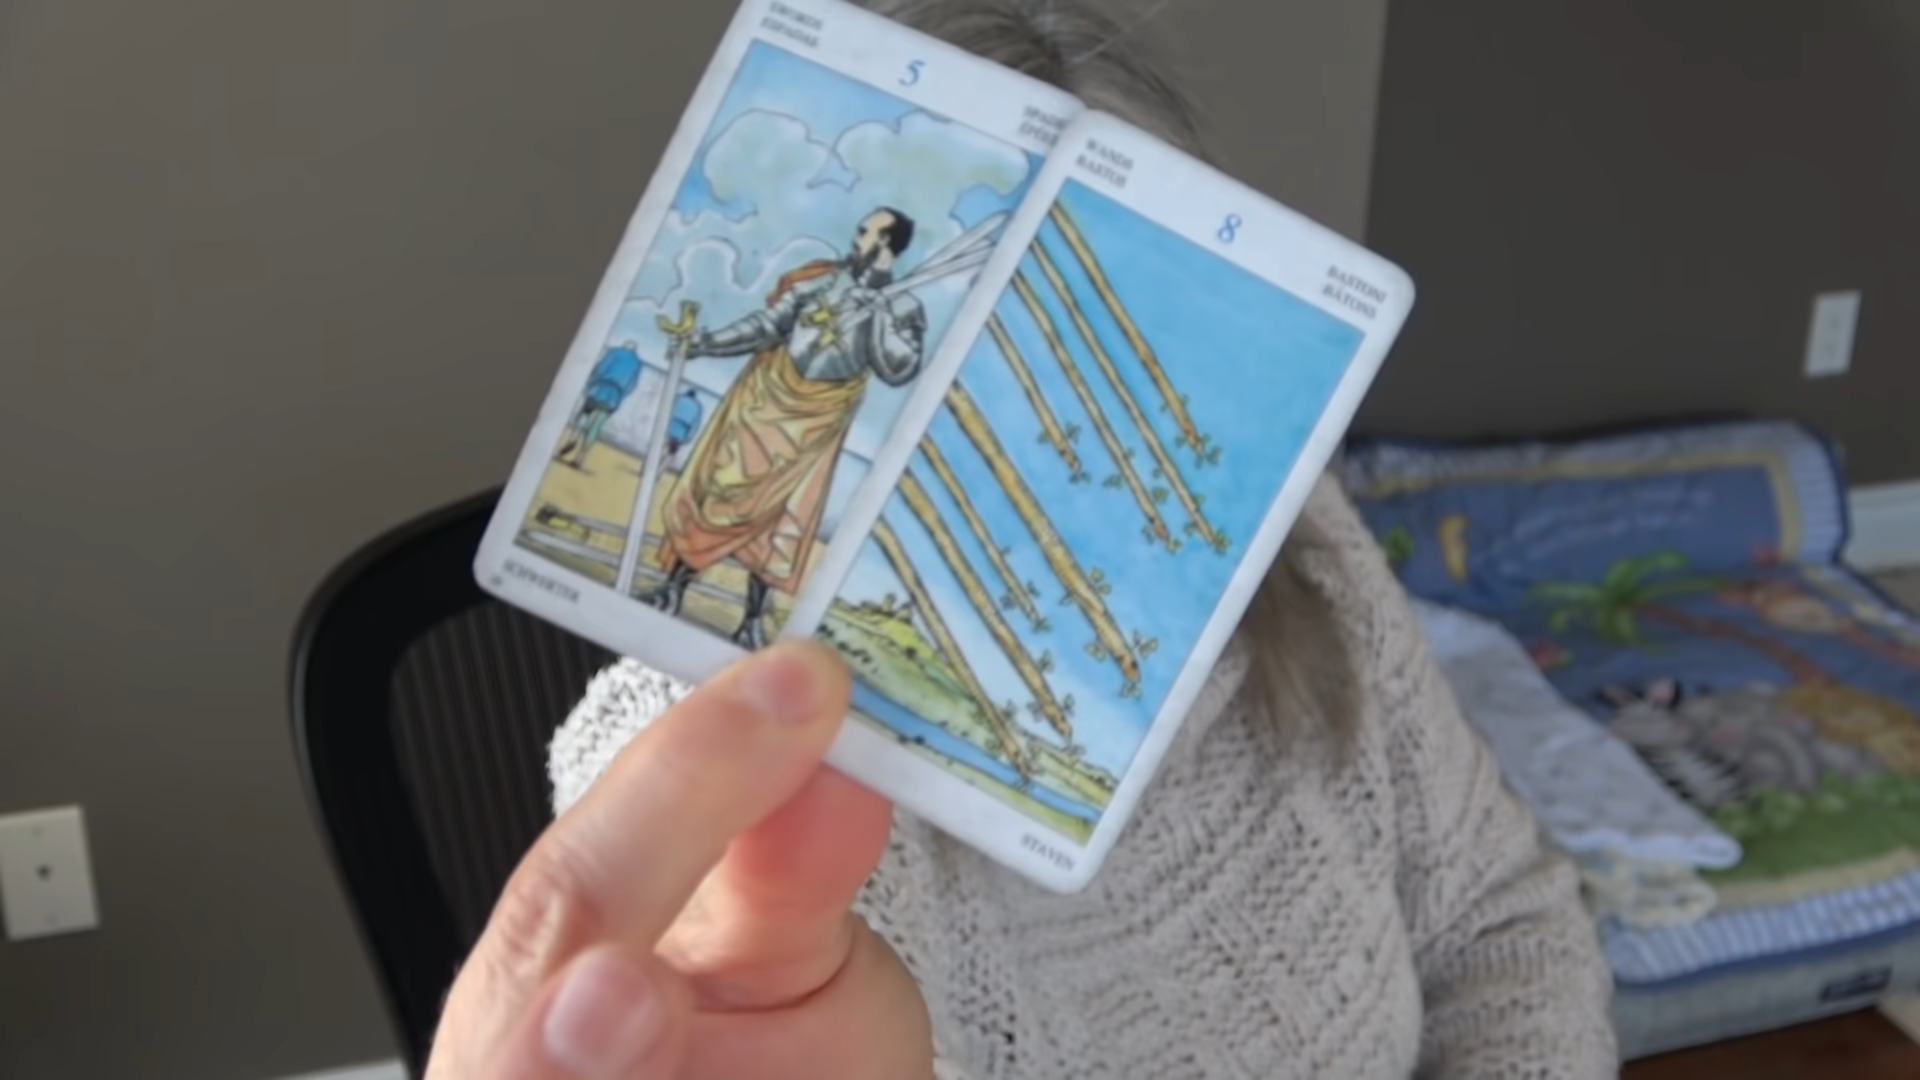 SWORDS
ESPADAS
5
SPADE
ÉPÉES
SCHWERTER
WANDS
BASTOS
8
BASTONI
BÂTONS
STAVEN